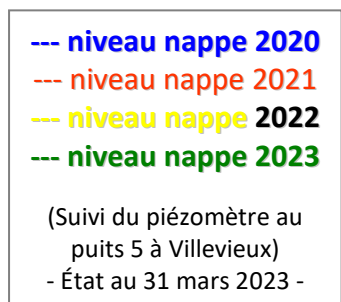 --- niveau nappe 2020
--- niveau nappe 2021
--- niveau nappe 2022
--- niveau nappe 2023
(Suivi du piézomètre au
puits 5 à Villevieux)
- État au 31 mars 2023 -